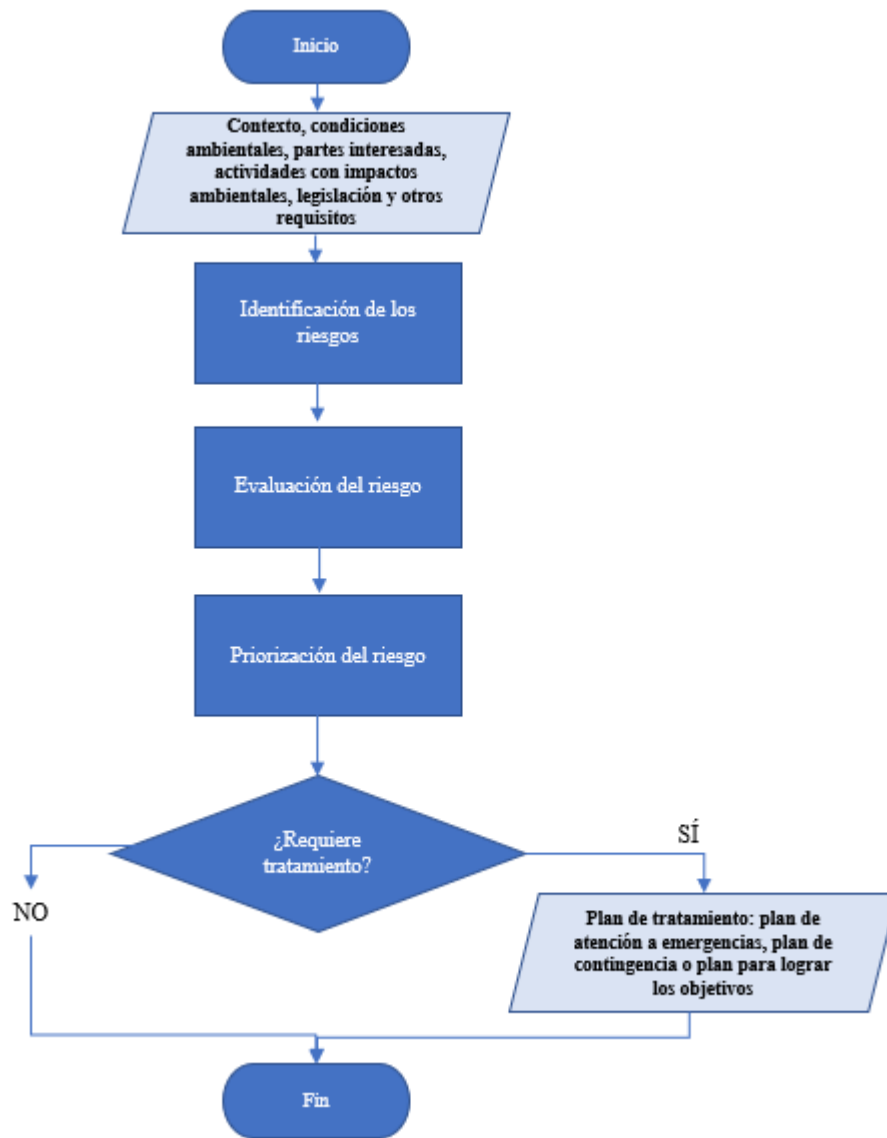 Inicio
Contexto, condiciones
ambientales, partes interesadas,
actividades con impactos
ambientales, legislación y otros
requisitos
Identificación de los
riesgos
Evaluación del riesgo
Priorización del riesgo
¿Requiere
tratamiento?
SÍ
NO
Plan de tratamiento: plan de
atención a emergencias, plan de
contingencia o plan para lograr
los objetivos
Fin